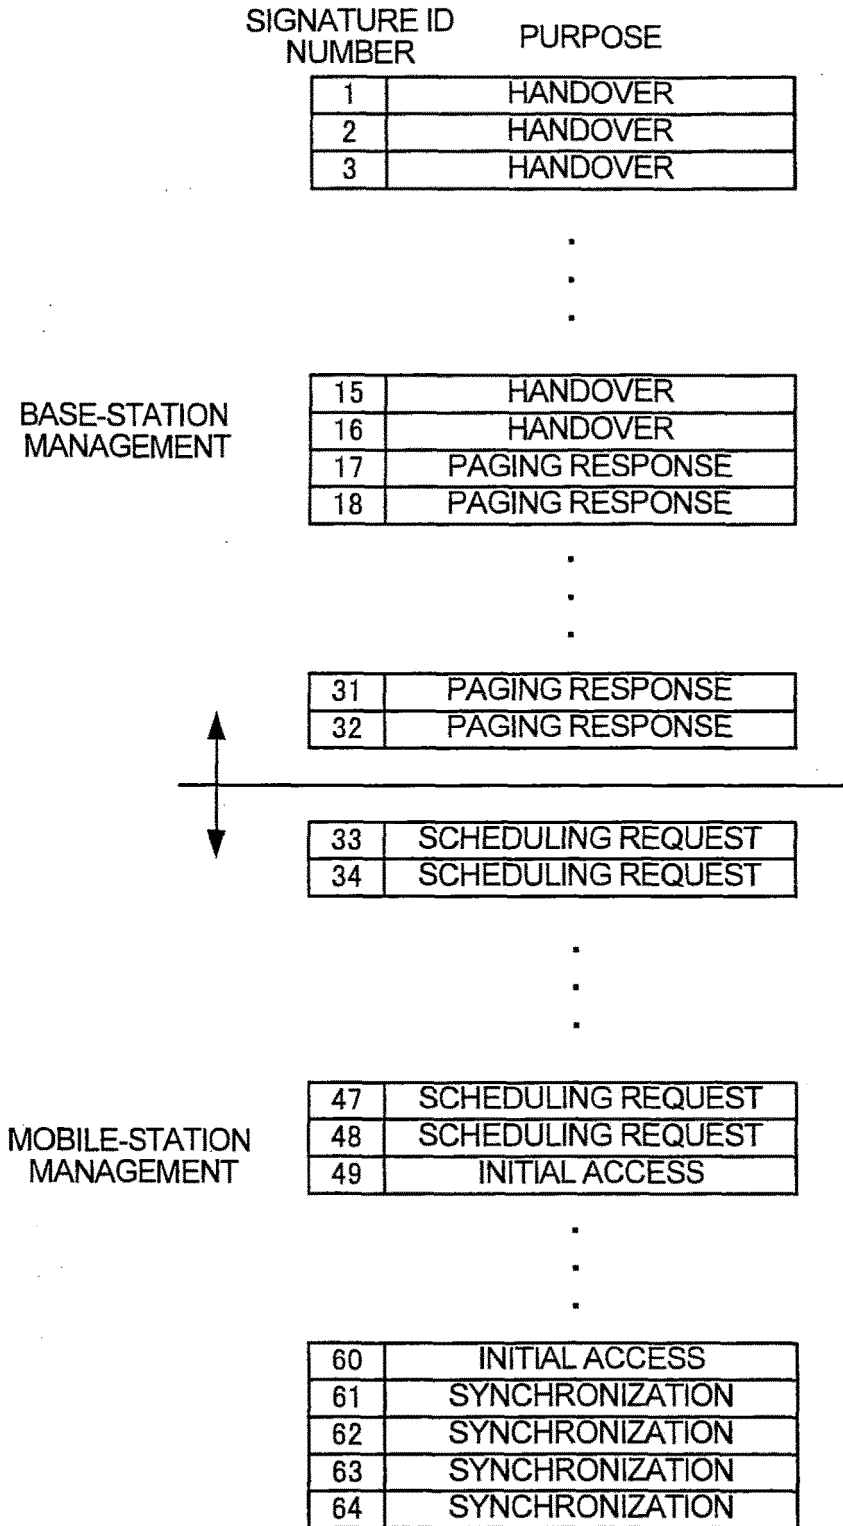 SIGNATURE ID NUMBER PURPOSE
1 HANDOVER
2 HANDOVER
3 HANDOVER
BASE-STATION MANAGEMENT
15 HANDOVER
16 HANDOVER
17 PAGING RESPONSE
18 PAGING RESPONSE
31 PAGING RESPONSE
32 PAGING RESPONSE
33 SCHEDULING REQUEST
34 SCHEDULING REQUEST
MOBILE-STATION MANAGEMENT
47 SCHEDULING REQUEST
48 SCHEDULING REQUEST
49 INITIAL ACCESS
60 INITIAL ACCESS
61 SYNCHRONIZATION
62 SYNCHRONIZATION
63 SYNCHRONIZATION
64 SYNCHRONIZATION